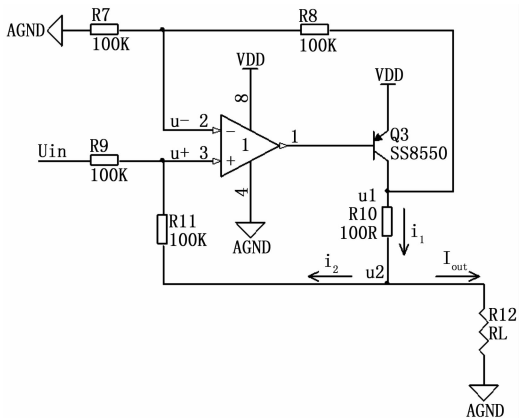 R7
R8
AGND
100K
100K
VDD
VDD
8
u- 2
−
1
Q3
SS8550
Uin
R9
u+ 3
+
1
100K
4
u1
R11
100K
R10
100R
i1
AGND
i2
u2
Iout
R12
RL
AGND